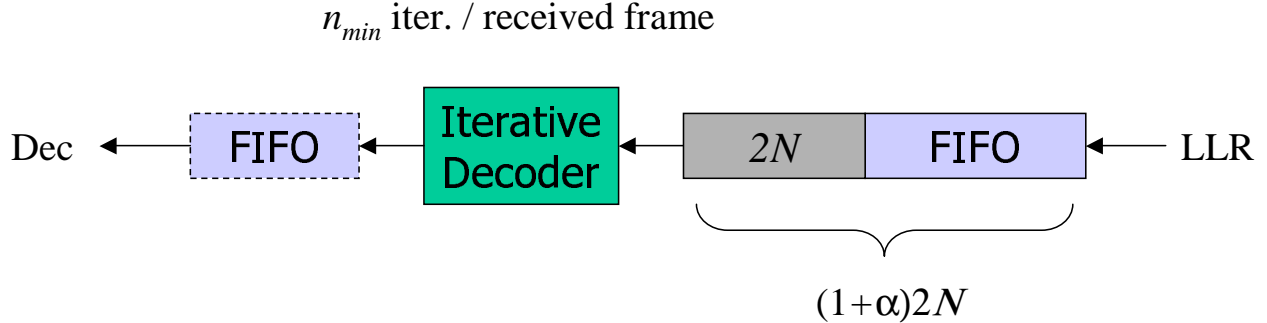 n_min iter. / received frame
Dec
FIFO
Iterative
Decoder
2N
FIFO
LLR
(1+α)2N